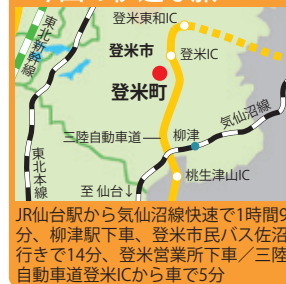 登米東和IC
東北新幹線
登米市
登米IC
登米町
気仙沼線
三陸自動車道
柳津
東北本線
至 仙台↓
桃生津山IC
JR仙台駅から気仙沼線快速で1時間9
分、柳津駅下車、登米市民バス佐沼
行きで14分、登米営業所下車／三陸
自動車道登米ICから車で5分